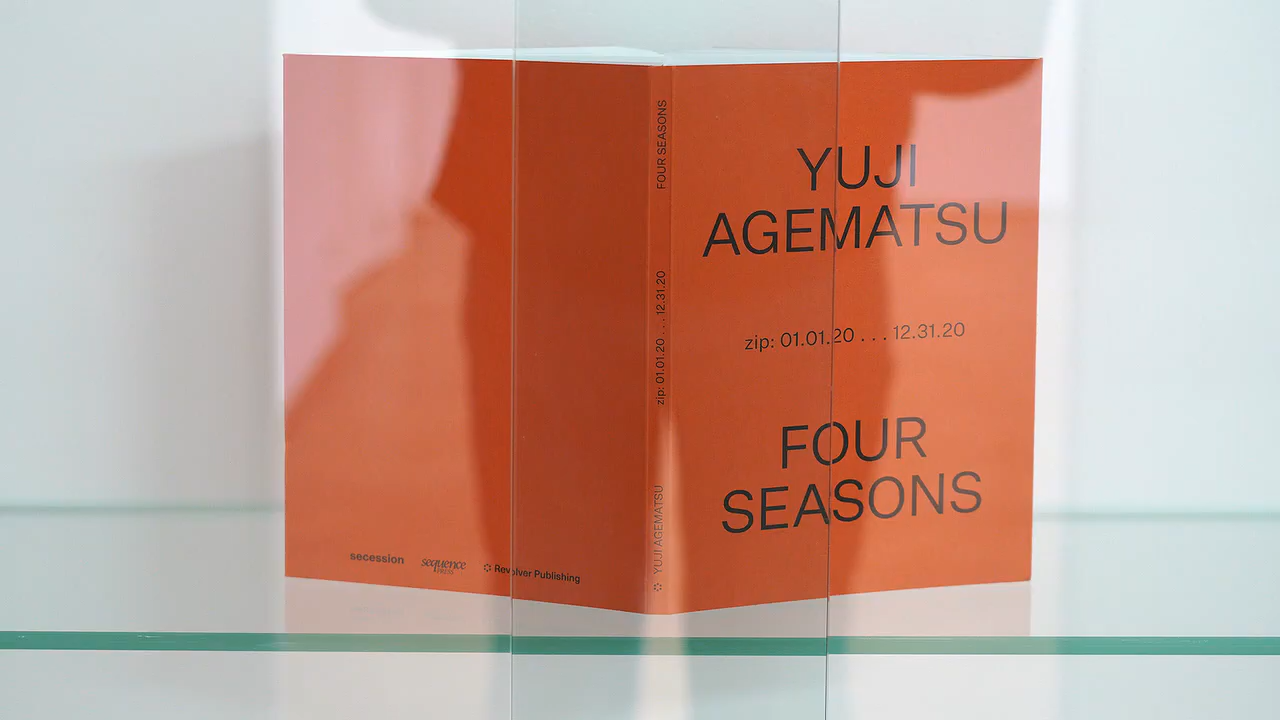 secession
sequence
PRESS
Revolver Publishing
FOUR SEASONS
zip: 01.01.20 . . . 12.31.20
YUJI AGEMATSU
YUJI
AGEMATSU
zip: 01.01.20 . . . 12.31.20
FOUR
SEASONS